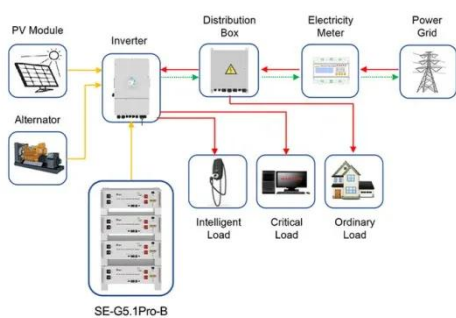 PV Module
Inverter
Distribution
Box
Electricity
Meter
Power
Grid
Alternator
Intelligent
Load
Critical
Load
Ordinary
Load
SE-G5.1Pro-B